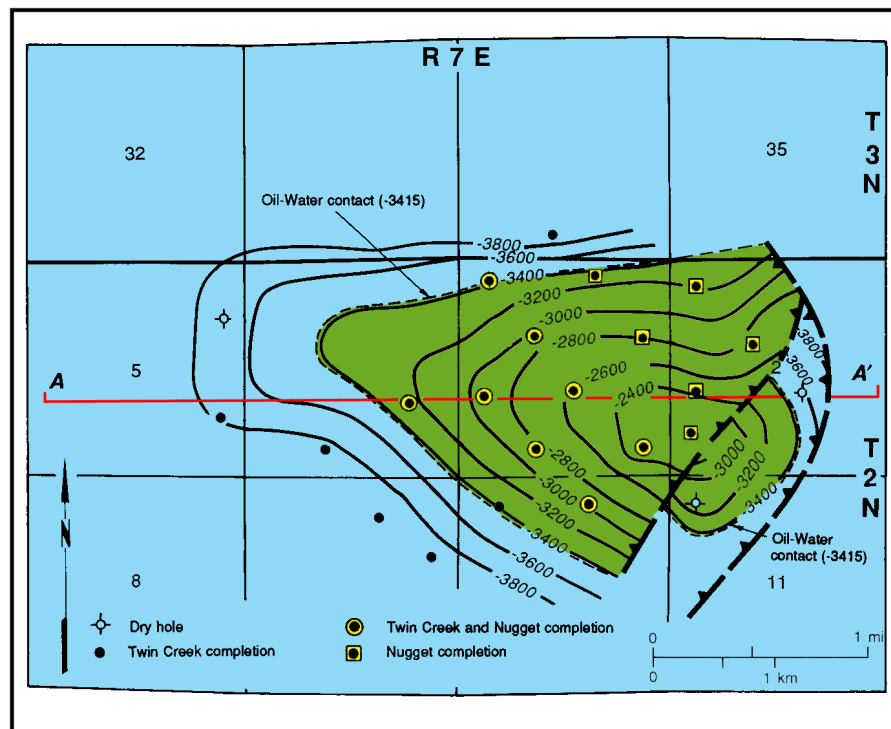 R 7 E
32
35
T
3
N
Oil-Water contact (-3415)
-3800
-3600
-3400
-3200
-3000
-2800
-2600
-2400
-3800
-3600
5
2
A
A'
-3000
-3200
-3400
-2800
-3000
-3200
-3400
-3600
-3800
T
2
N
Oil-Water
contact (-3415)
N
8
11
Dry hole
Twin Creek completion
Twin Creek and Nugget completion
Nugget completion
0
1 mi
0
1 km